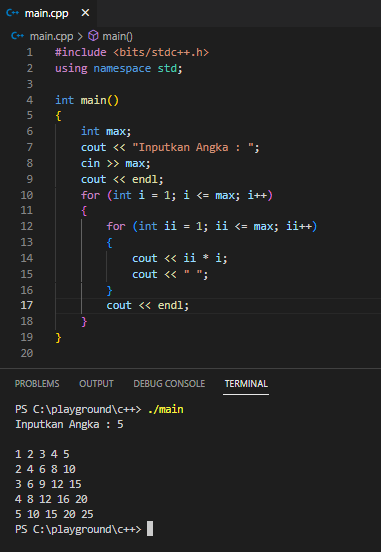 main.cpp X
main.cpp > main()
1 #include <bits/stdc++.h>
2 using namespace std;
3
4 int main()
5 {
6 int max;
7 cout << "Inputkan Angka : ";
8 cin >> max;
9 cout << endl;
10 for (int i = 1; i <= max; i++)
11 {
12 for (int ii = 1; ii <= max; ii++)
13 {
14 cout << ii * i;
15 cout << " ";
16 }
17 cout << endl;
18 }
19 }
20
PROBLEMS OUTPUT DEBUG CONSOLE TERMINAL
PS C:\playground\c++> ./main
Inputkan Angka : 5
1 2 3 4 5
2 4 6 8 10
3 6 9 12 15
4 8 12 16 20
5 10 15 20 25
PS C:\playground\c++>